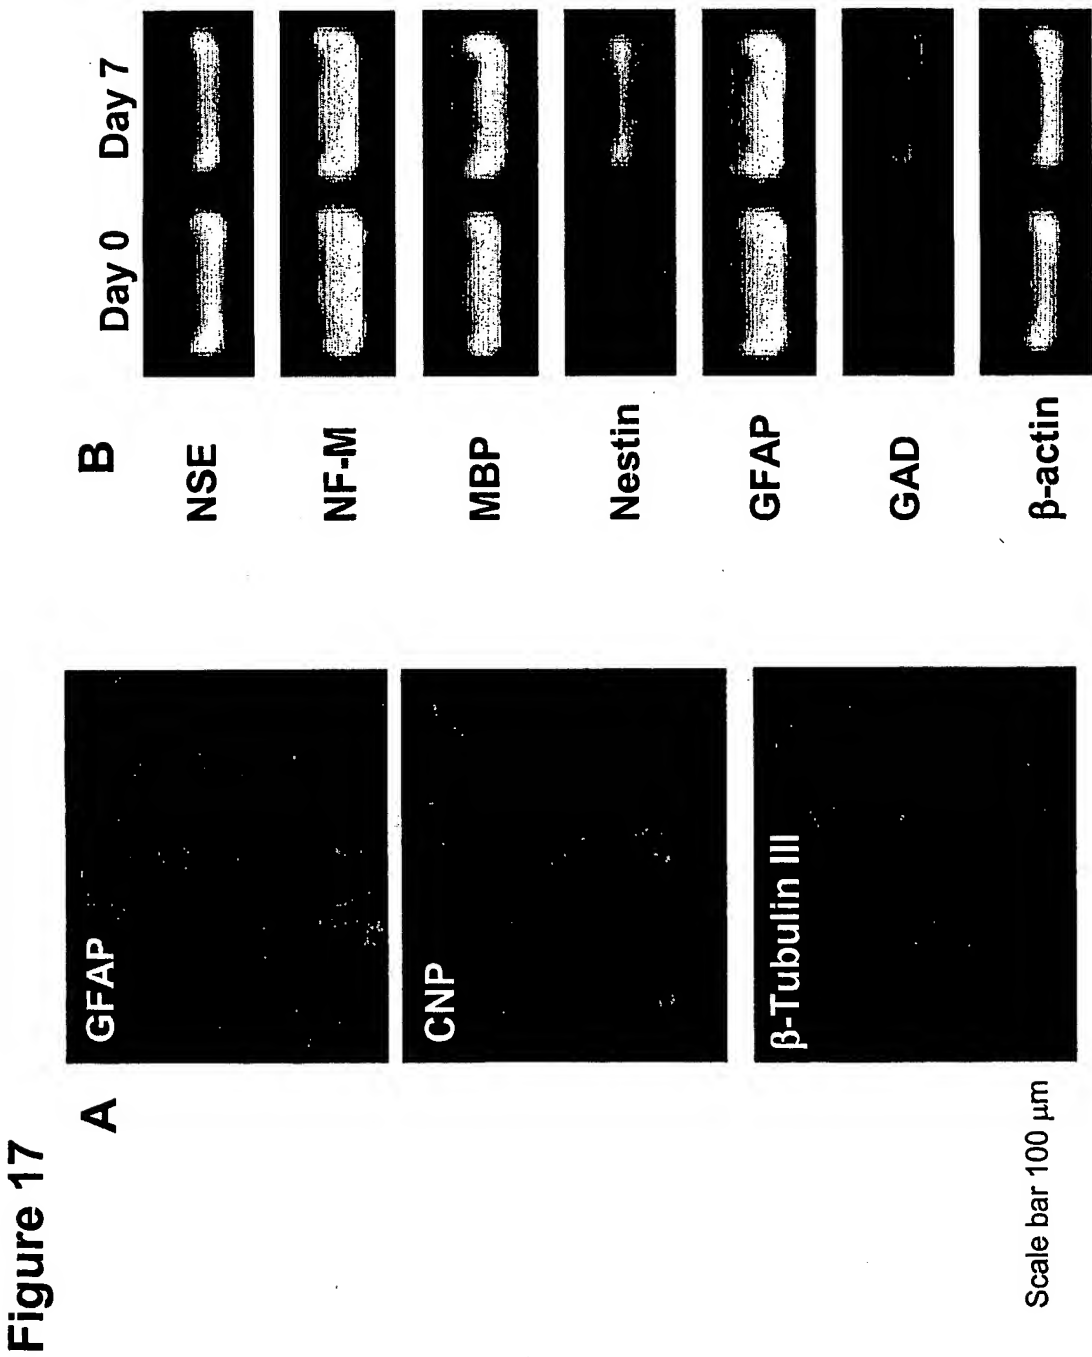 Figure 17
A
GFAP
CNP
β-Tubulin III
Scale bar 100 μm
B
Day 0 Day 7
NSE
NF-M
MBP
Nestin
GFAP
GAD
β-actin